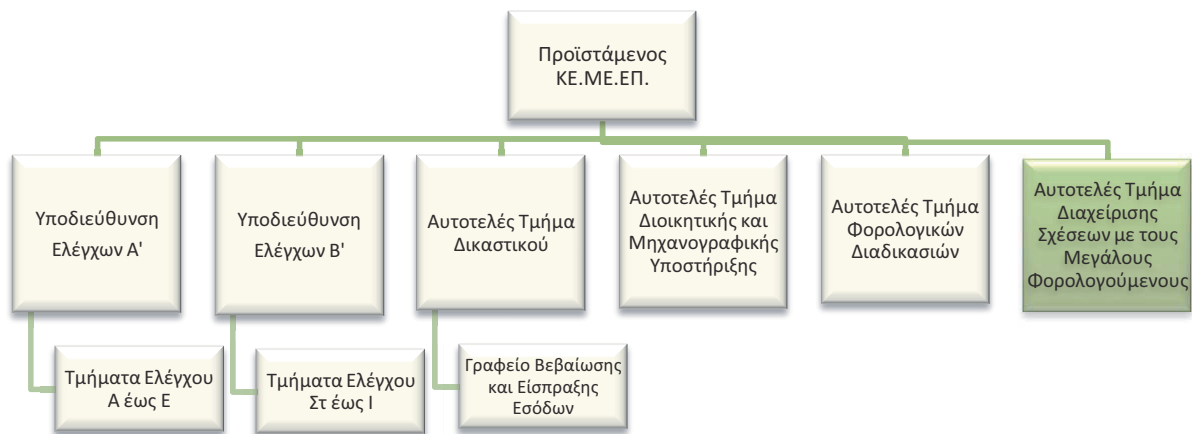 Προϊστάμενος
ΚΕ.ΜΕ.ΕΠ.
Υποδιεύθυνση
Ελέγχων Α'
Υποδιεύθυνση
Ελέγχων Β'
Αυτοτελές Τμήμα
Δικαστικού
Αυτοτελές Τμήμα
Διοικητικής και
Μηχανογραφικής
Υποστήριξης
Αυτοτελές Τμήμα
Φορολογικών
Διαδικασιών
Αυτοτελές Τμήμα
Διαχείρισης
Σχέσεων με τους
Μεγάλους
Φορολογούμενους
Τμήματα Ελέγχου
Α έως Ε
Τμήματα Ελέγχου
Στ έως Ι
Γραφείο Βεβαίωσης
και Είσπραξης
Εσόδων